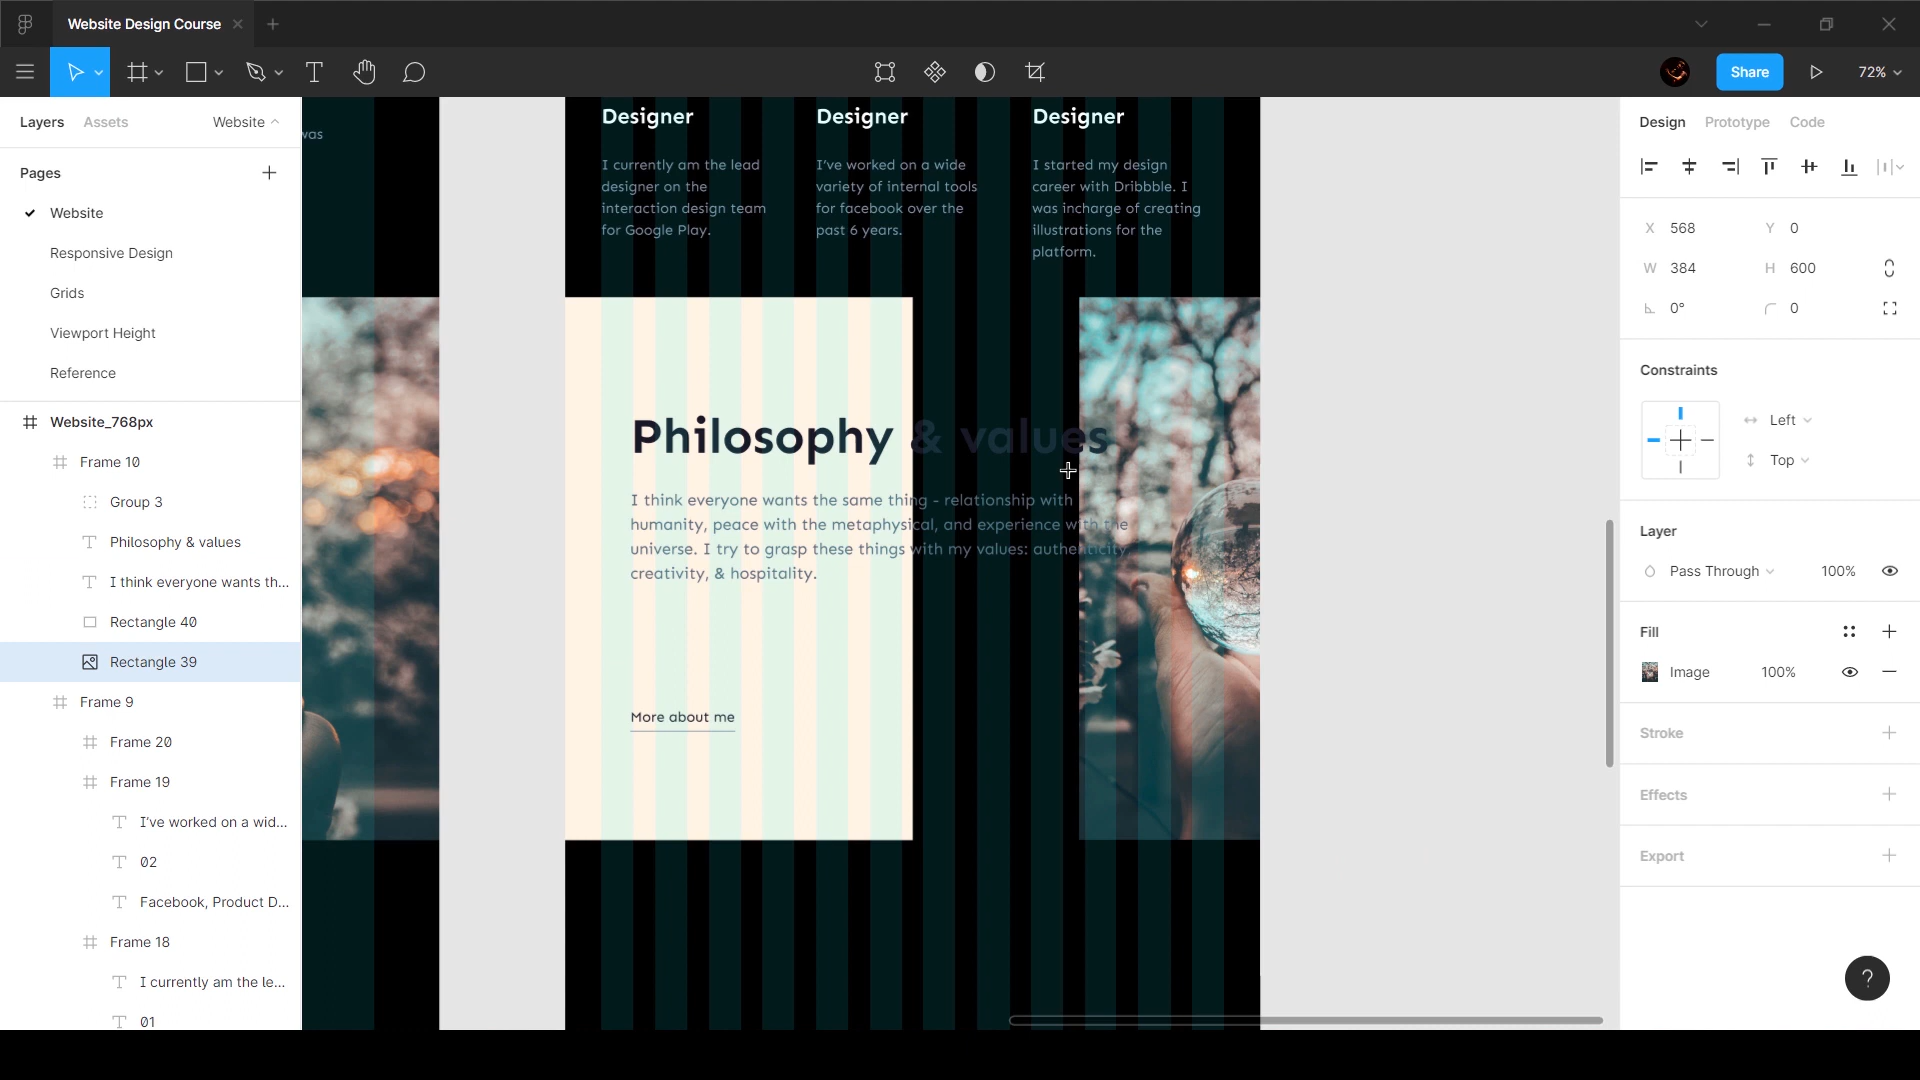 Website Design Course
Share
72%
Layers
Assets
Website
Pages
Website
Responsive Design
Grids
Viewport Height
Reference
Website_768px
Frame 10
Group 3
Philosophy & values
I think everyone wants th...
Rectangle 40
Rectangle 39
Frame 9
Frame 20
Frame 19
I've worked on a wid...
02
Facebook, Product D...
Frame 18
I currently am the le...
01
was
Designer
I currently am the lead
designer on the
interaction design team
for Google Play.
Designer
I've worked on a wide
variety of internal tools
for facebook over the
past 6 years.
Designer
I started my design
career with Dribbble. I
was incharge of creating
illustrations for the
platform.
Philosophy & values
I think everyone wants the same thing - relationship with
humanity, peace with the metaphysical, and experience with the
universe. I try to grasp these things with my values: authenticity,
creativity, & hospitality.
More about me
Design
Prototype
Code
X 568
Y 0
W 384
H 600
0°
0
Constraints
Left
Top
Layer
Pass Through
100%
Fill
Image
100%
Stroke
Effects
Export
?